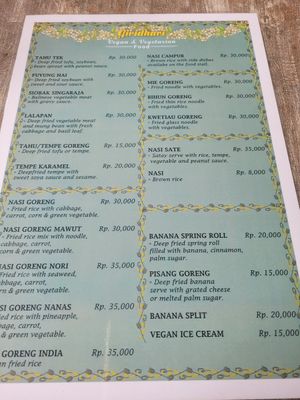 Giridhari
Vegan & Vegetarian
Food
TAHU TEK Rp. 30,000
- Deep fried tofu, soybean,
bean sprout with peanut sauce.
FUYUNG HAI Rp. 30,000
- Deep fried soybean with
sweet and sour sauce.
SIOBAK SINGARAJA Rp. 30,000
- Balinese vegetable meat
with gravy sauce.
LALAPAN Rp. 30,000
- Deep fried vegetable meat
and mung bean with fresh
cabbage and basil leaf.
TAHU/TEMPE GORENG Rp. 15,000
- Deep fried tofu or tempe.
TEMPE KARAMEL Rp. 20,000
- Deepfried tempe with
sweet soya sauce and sesame.
NASI GORENG Rp. 30,000
- Fried rice with cabbage,
carrot, corn & green vegetable.
NASI GORENG MAWUT Rp. 30,000
- Fried rice mix with noodle,
cabbage, carrot,
corn & green vegetable.
NASI GORENG NORI Rp. 35,000
Fried rice with seaweed,
cabbage, carrot,
corn & green vegetable.
SI GORENG NANAS Rp. 35,000
Fried rice with pineapple,
bage, carrot,
& green vegetable.
GORENG INDIA Rp. 35,000
an fried rice
NASI CAMPUR Rp. 30,000
- Brown rice with side dishes
available on the food stall.
MIE GORENG Rp. 30,000
- Fried noodle with vegetables.
BIHUN GORENG Rp. 30,000
- Fried thin rice noodle
with vegetables.
KWETIAU GORENG Rp. 30,000
- Fried glass noodle
with vegetables.
NASI SATE Rp. 35,000
- Satay serve with rice, tempe,
vegetable and peanut sauce.
NASI Rp. 8,000
- Brown rice
BANANA SPRING ROLL Rp. 20,000
- Deep fried spring roll
filled with banana, cinnamon,
palm sugar.
PISANG GORENG Rp. 15,000
- Deep fried banana
serve with grated cheese
or melted palm sugar.
BANANA SPLIT Rp. 20,000
VEGAN ICE CREAM Rp. 15,000